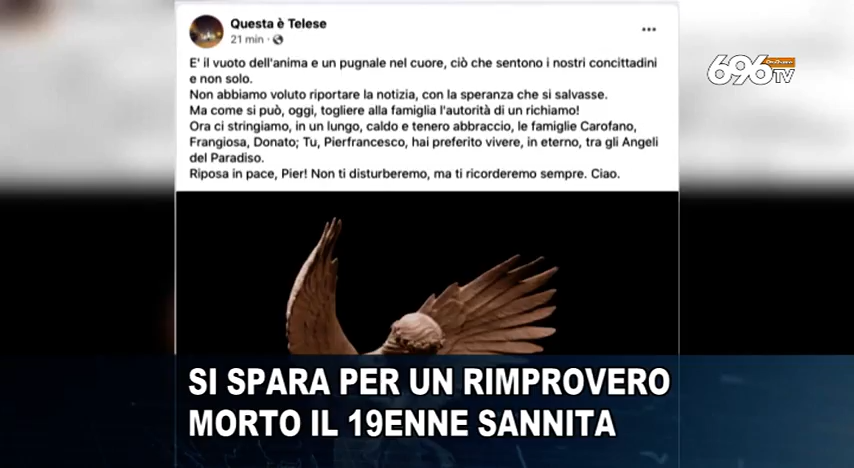 Questa è Telese
21 min
E' il vuoto dell'anima e un pugnale nel cuore, ciò che sentono i nostri concittadini
e non solo.
Non abbiamo voluto riportare la notizia, con la speranza che si salvasse.
Ma come si può, oggi, togliere alla famiglia l'autorità di un richiamo!
Ora ci stringiamo, in un lungo, caldo e tenero abbraccio, le famiglie Carofano,
Frangiosa, Donato; Tu, Pierfrancesco, hai preferito vivere, in eterno, tra gli Angeli
del Paradiso.
Riposa in pace, Pier! Non ti disturberemo, ma ti ricorderemo sempre. Ciao.
696
TV
SI SPARA PER UN RIMPROVERO
MORTO IL 19ENNE SANNITA